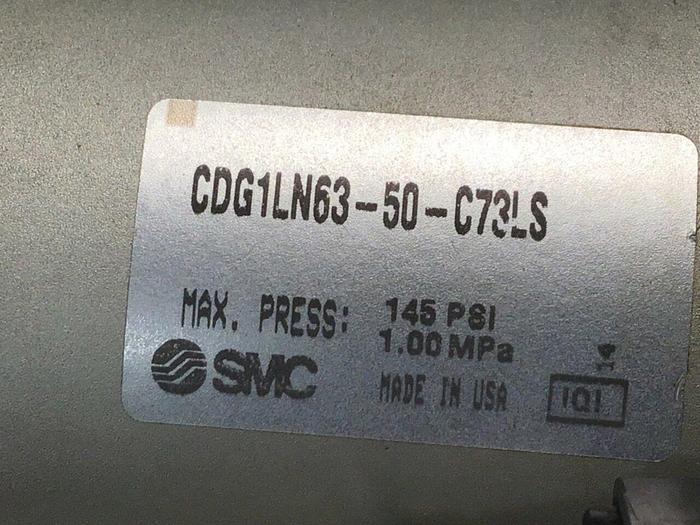 CDG1LN63-50-C73LS
MAX. PRESS: 145 PSI
1.00 MPa
SMC
MADE IN USA
IQI